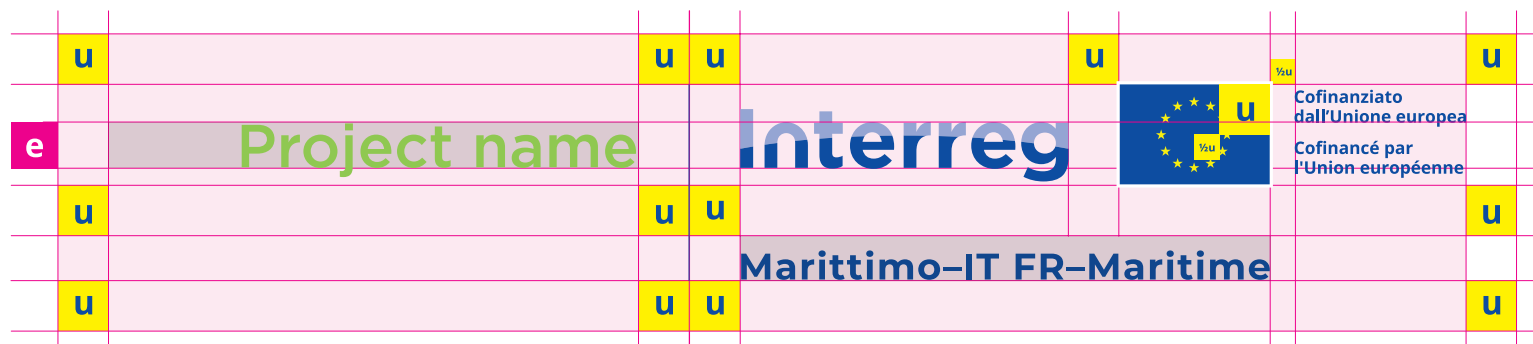 u u u u u
½u
Cofinanziato
dall'Unione europea
u
e Project name Interreg
½u
Cofinancé par
l'Union européenne
u u u u
Marittimo–IT FR–Maritime
u u u u